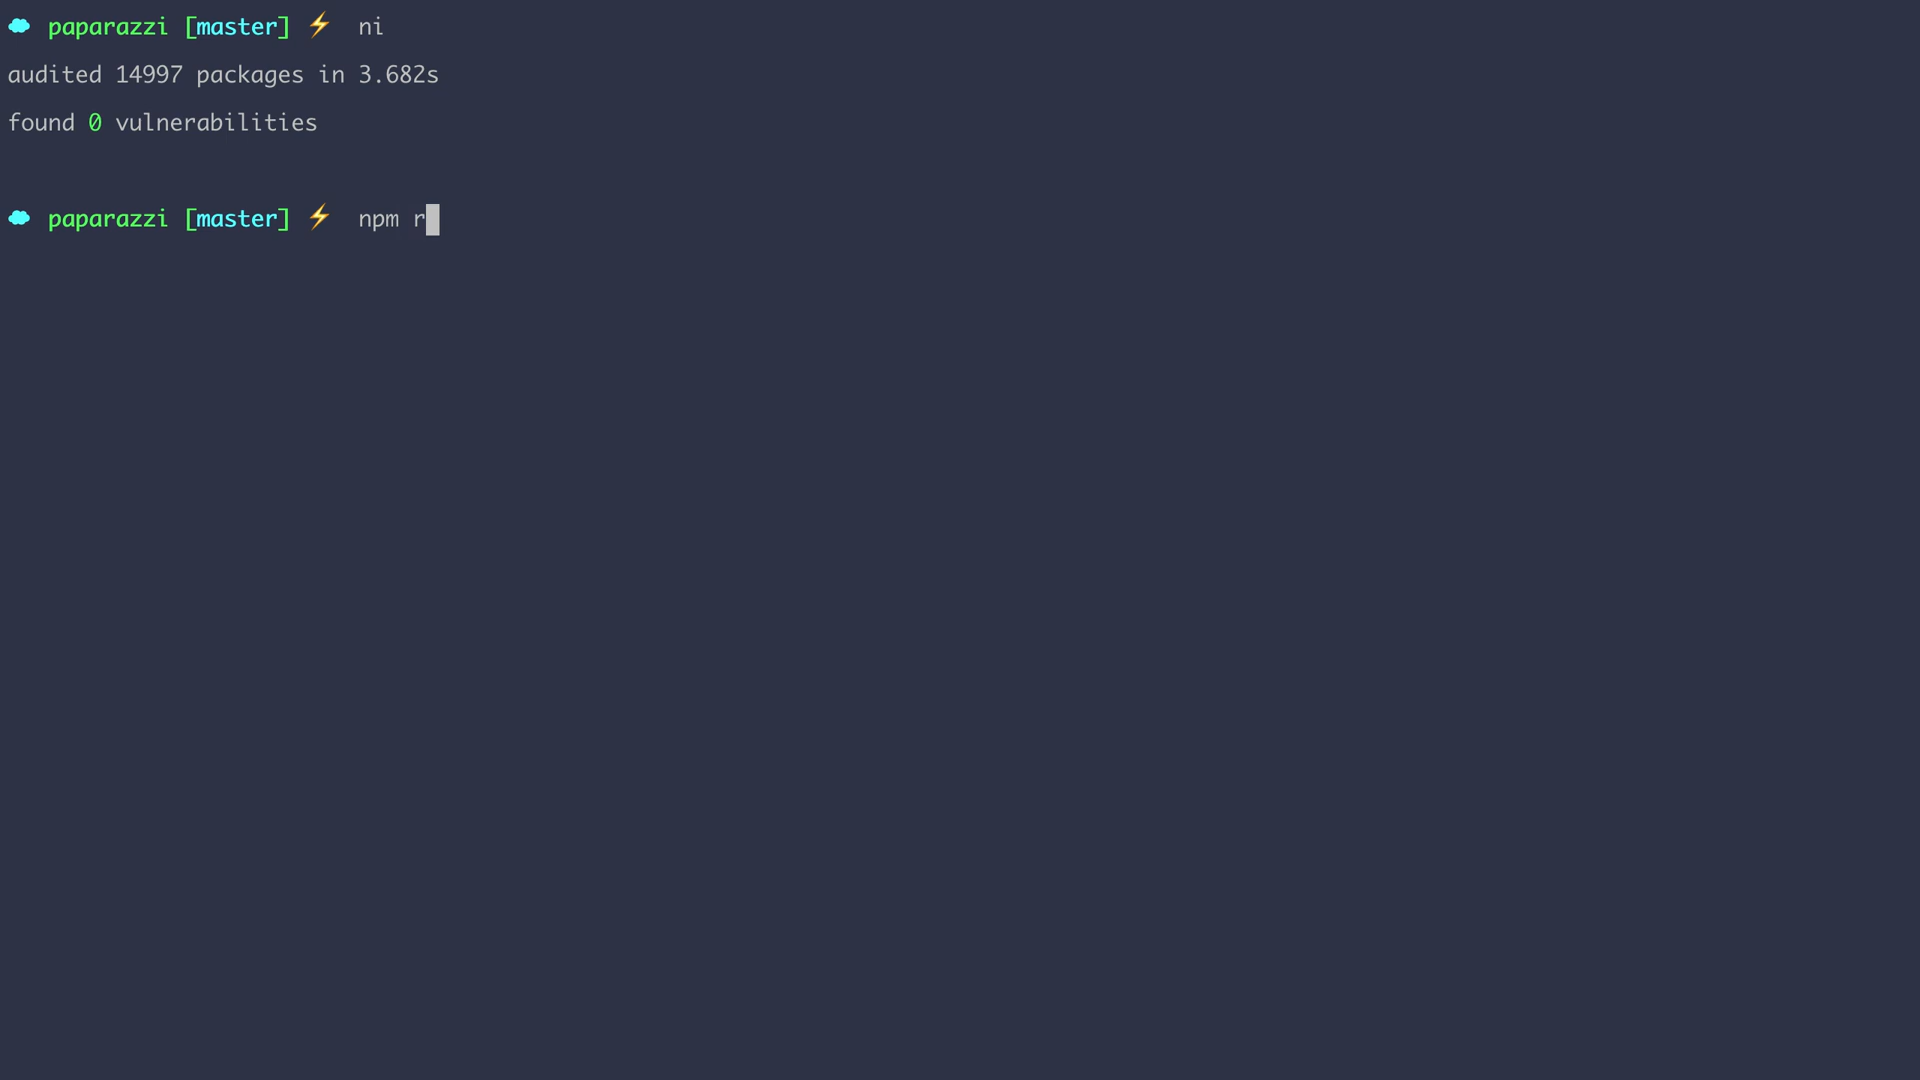 ☁ paparazzi [master] ⚡ ni
audited 14997 packages in 3.682s
found 0 vulnerabilities
☁ paparazzi [master] ⚡ npm r